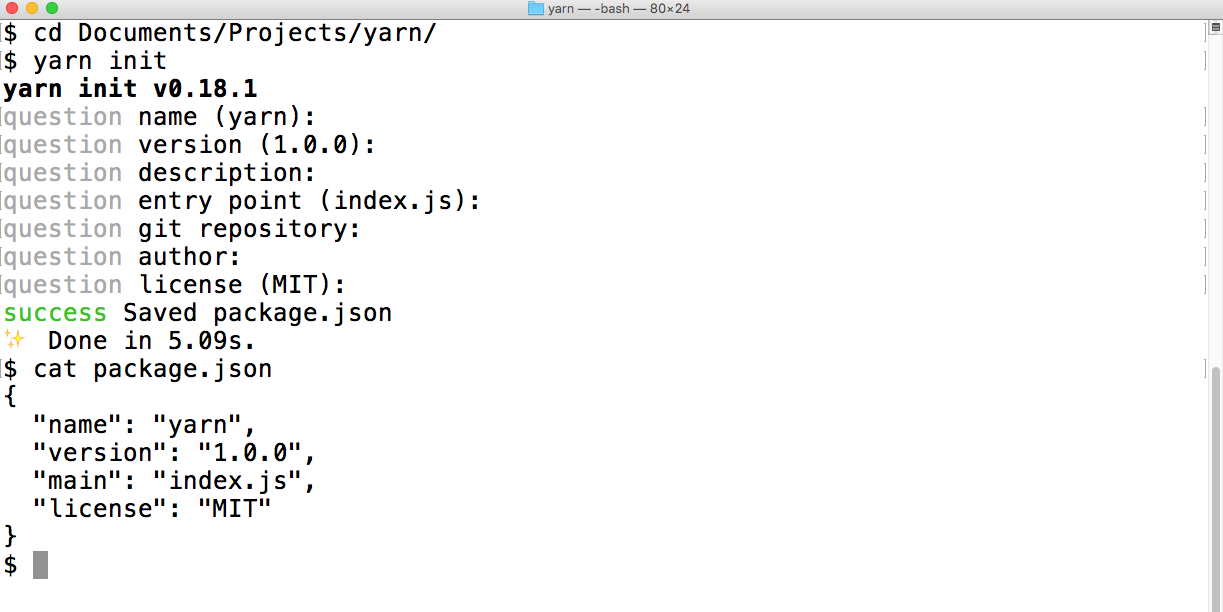 yarn — -bash — 80×24
$ cd Documents/Projects/yarn/
$ yarn init
yarn init v0.18.1
question name (yarn):
question version (1.0.0):
question description:
question entry point (index.js):
question git repository:
question author:
question license (MIT):
success Saved package.json
✨ Done in 5.09s.
$ cat package.json
{
  "name": "yarn",
  "version": "1.0.0",
  "main": "index.js",
  "license": "MIT"
}
$